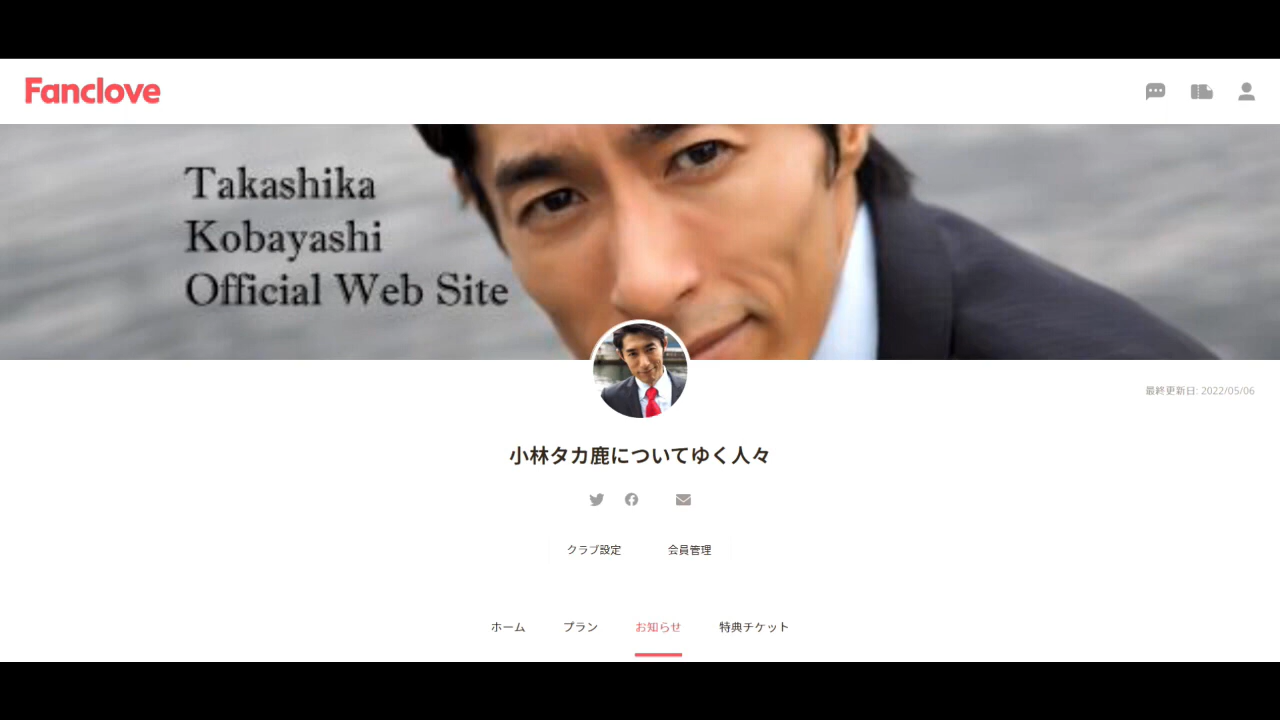 Fanclove
Takashika
Kobayashi
Official Web Site
最終更新日: 2022/05/06
小林タカ鹿についてゆく人々
クラブ設定 会員管理
ホーム プラン お知らせ 特典チケット